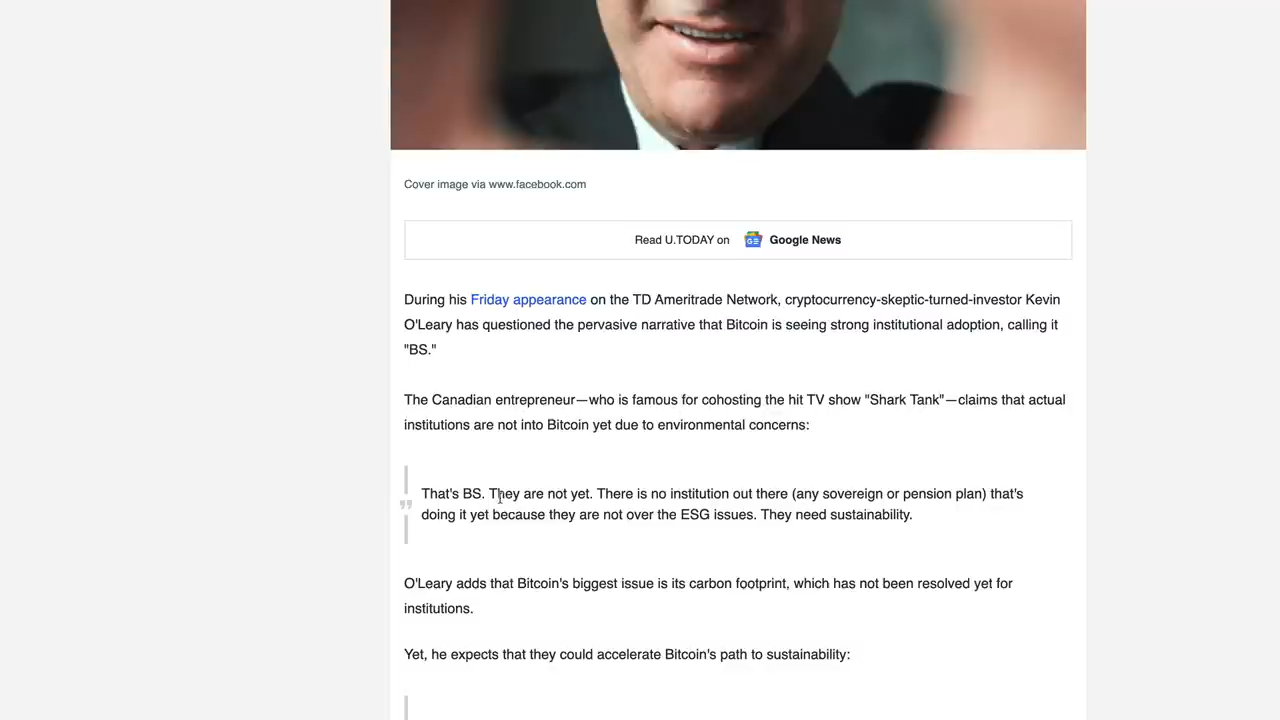 Cover image via www.facebook.com
Read U.TODAY on GE Google News
During his Friday appearance on the TD Ameritrade Network, cryptocurrency-skeptic-turned-investor Kevin
O'Leary has questioned the pervasive narrative that Bitcoin is seeing strong institutional adoption, calling it
"BS."
The Canadian entrepreneur—who is famous for cohosting the hit TV show "Shark Tank"—claims that actual
institutions are not into Bitcoin yet due to environmental concerns:
That's BS. They are not yet. There is no institution out there (any sovereign or pension plan) that's
doing it yet because they are not over the ESG issues. They need sustainability.
O'Leary adds that Bitcoin's biggest issue is its carbon footprint, which has not been resolved yet for
institutions.
Yet, he expects that they could accelerate Bitcoin's path to sustainability: